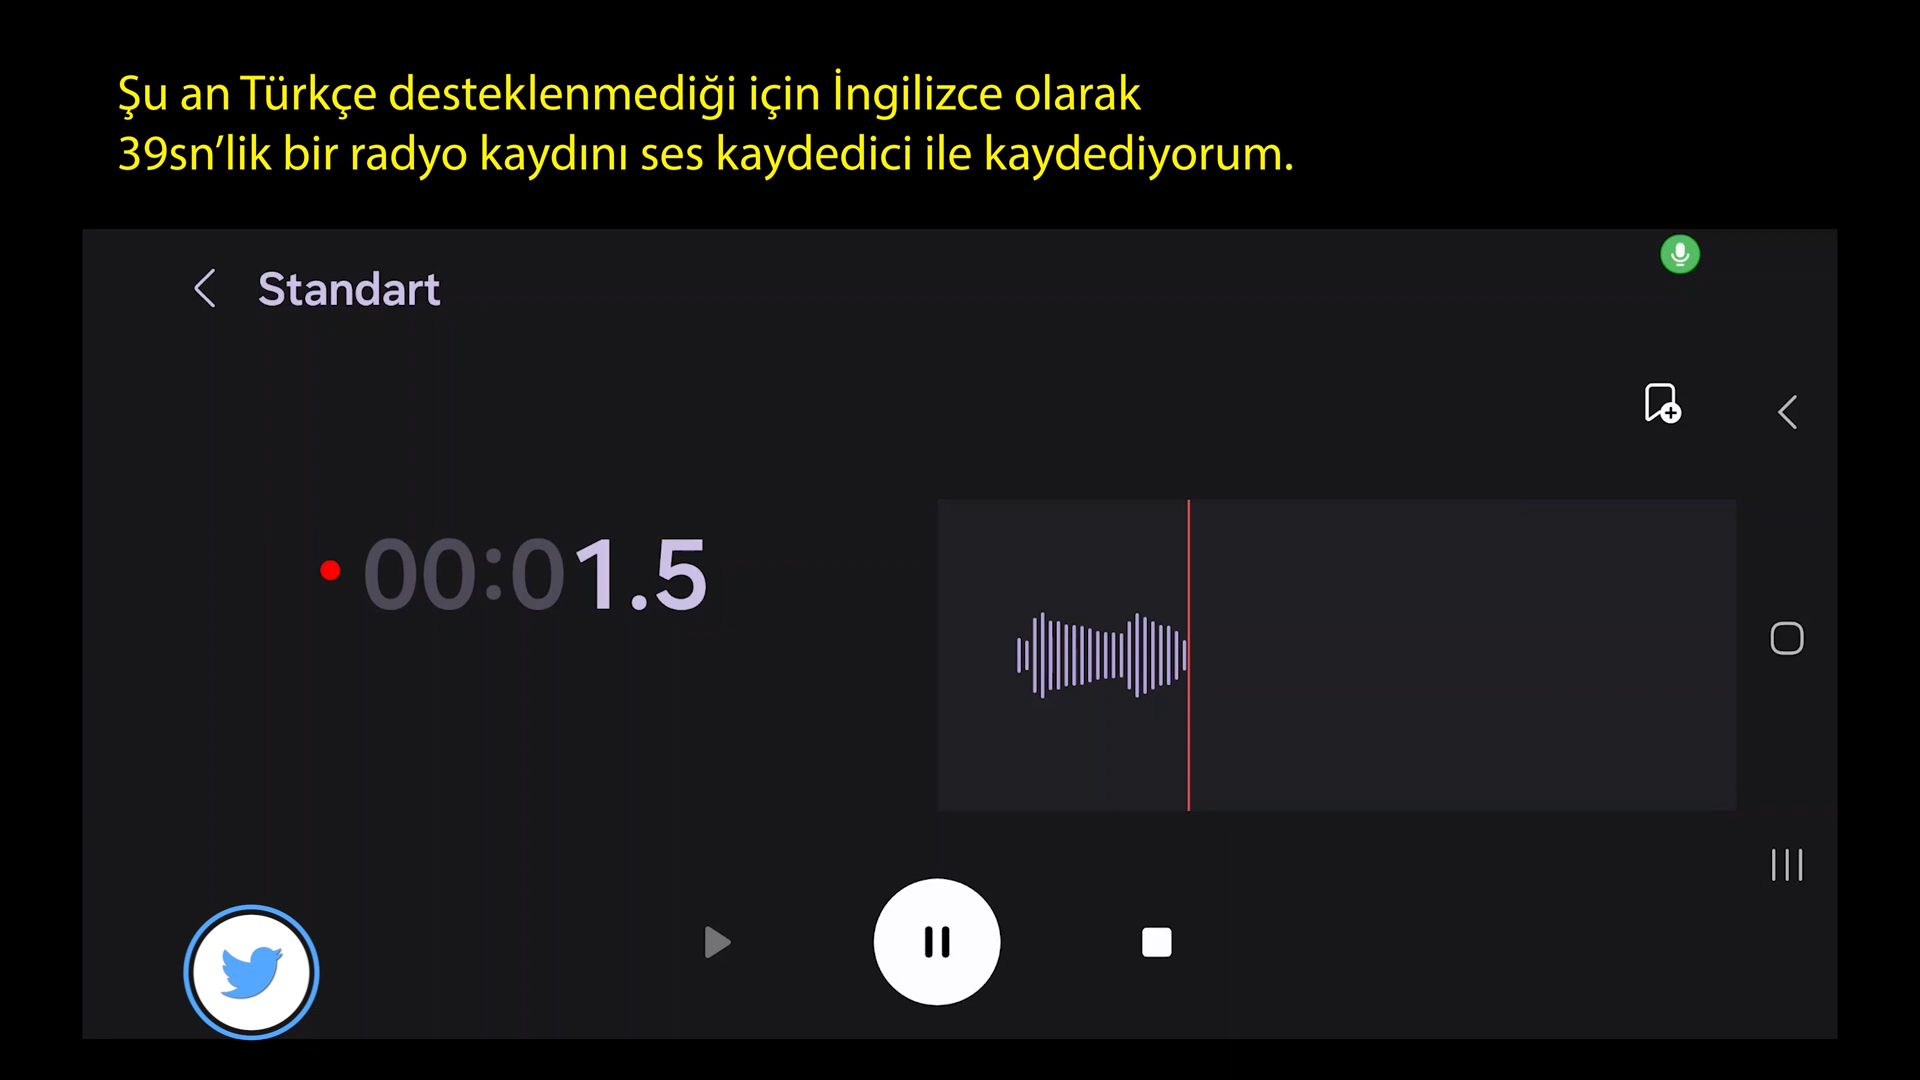 Şu an Türkçe desteklenmediği için İngilizce olarak
39sn’lik bir radyo kaydını ses kaydedici ile kaydediyorum.
Standart
00:01.5